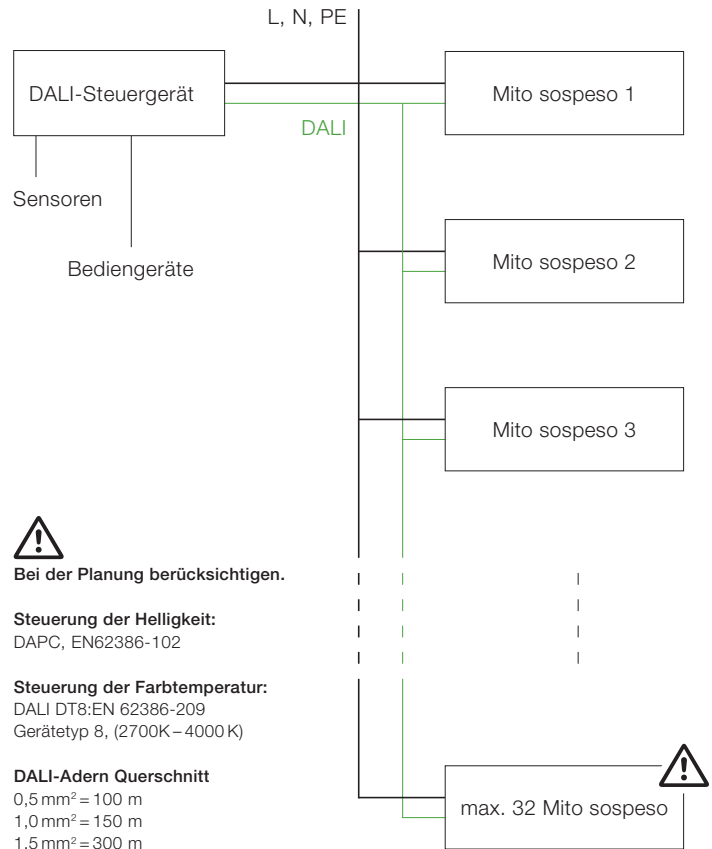 L, N, PE
DALI-Steuergerät
Mito sospeso 1
DALI
Sensoren
Bediengeräte
Mito sospeso 2
Mito sospeso 3
Bei der Planung berücksichtigen.
Steuerung der Helligkeit:
DAPC, EN62386-102
Steuerung der Farbtemperatur:
DALI DT8:EN 62386-209
Gerätetyp 8, (2700K–4000 K)
DALI-Adern Querschnitt
0,5 mm² = 100 m
1,0 mm² = 150 m
1,5 mm² = 300 m
max. 32 Mito sospeso